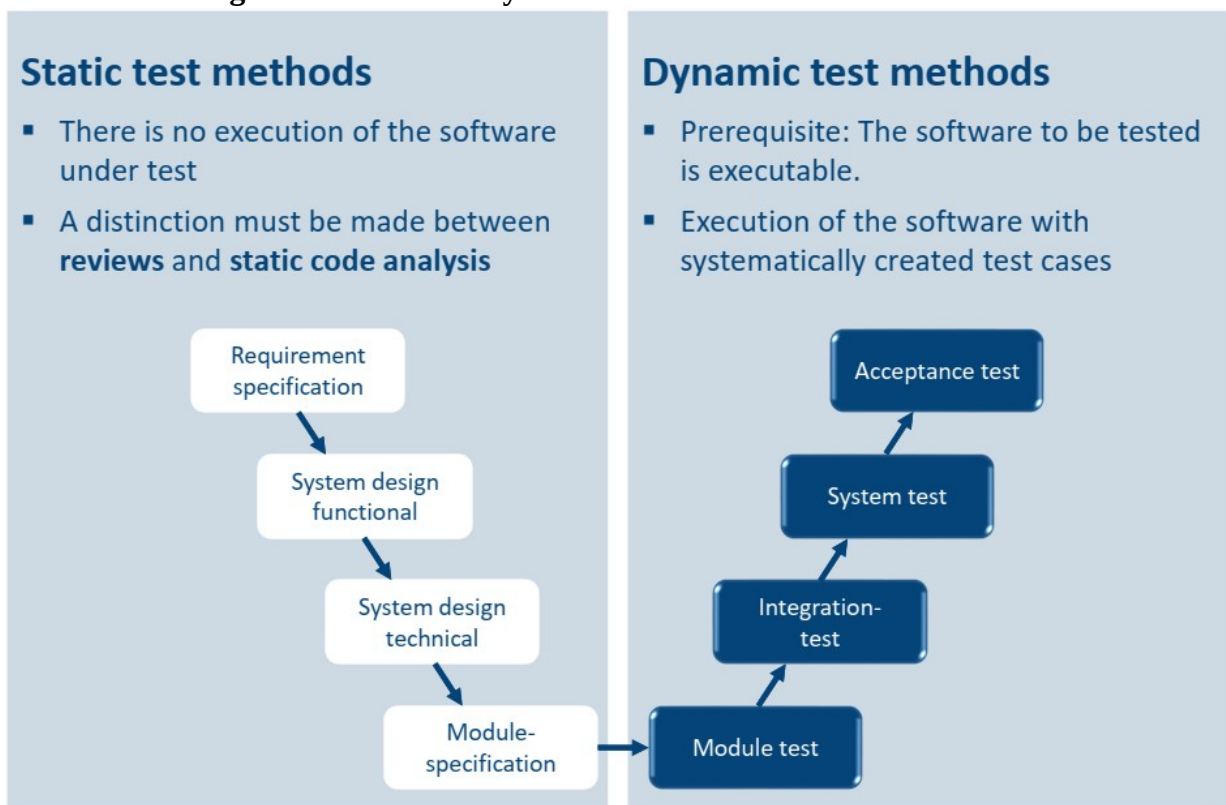 Static test methods
▪ There is no execution of the software
under test
▪ A distinction must be made between
reviews and static code analysis
Requirement
specification
System design
functional
System design
technical
Module-
specification
Dynamic test methods
▪ Prerequisite: The software to be tested
is executable.
▪ Execution of the software with
systematically created test cases
Acceptance test
System test
Integration-
test
Module test